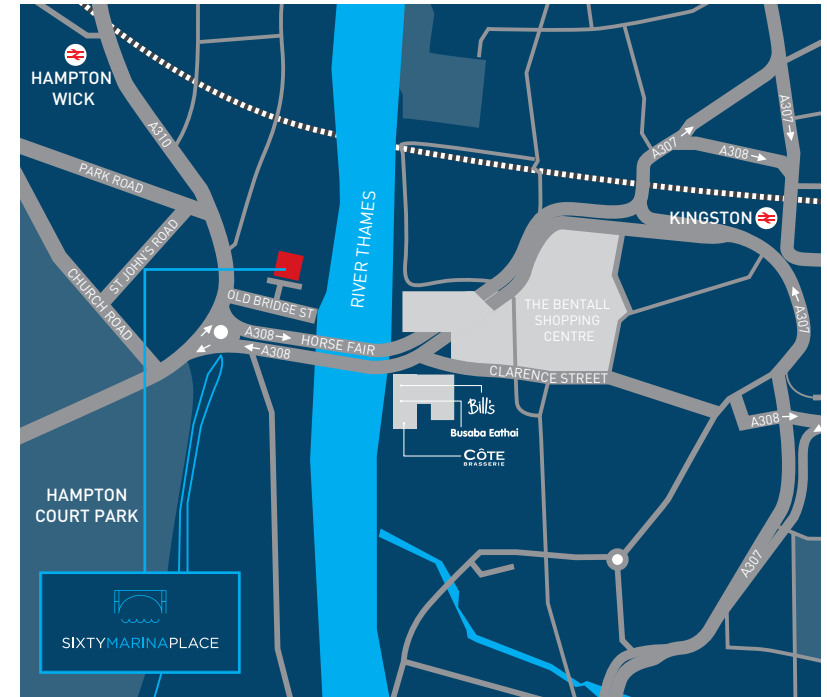 HAMPTON
WICK
A310
PARK ROAD
ST JOHN'S ROAD
CHURCH ROAD
OLD BRIDGE ST
RIVER THAMES
A307
A307
A308
KINGSTON
THE BENTALL
SHOPPING
CENTRE
A307
A308
HORSE FAIR
A308
CLARENCE STREET
A308
Bill's
Busaba Eathai
CÔTE
BRASSERIE
HAMPTON
COURT PARK
A307
SIXTYMARINAPLACE